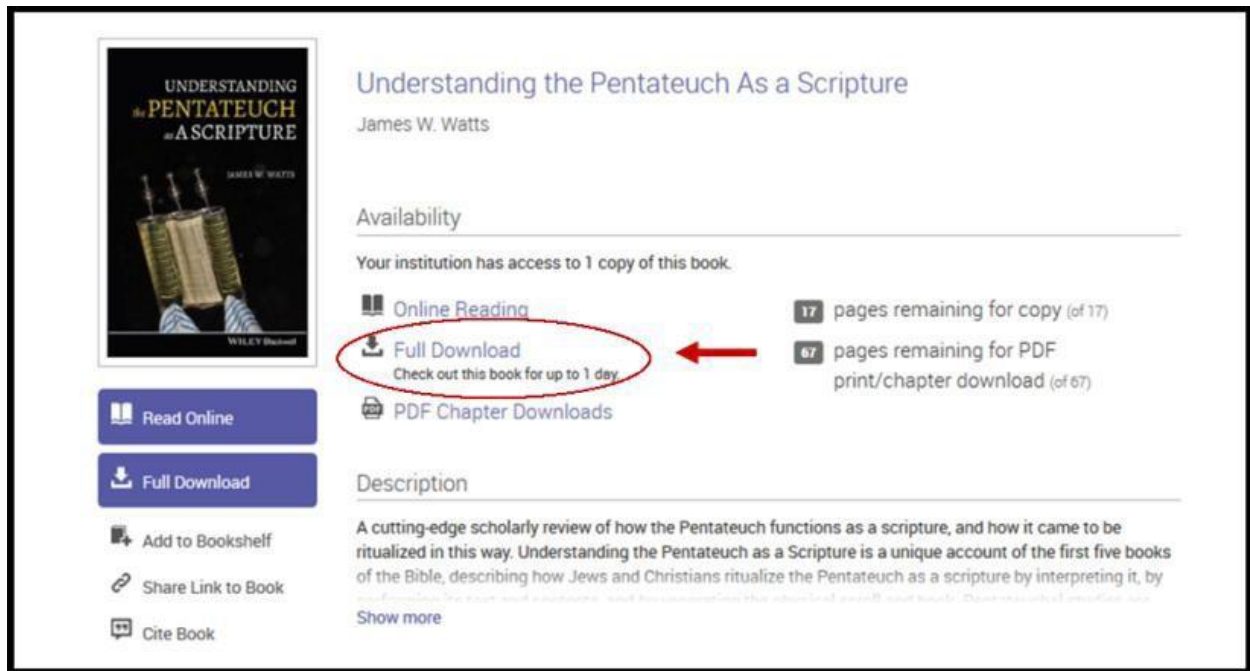 UNDERSTANDING
the PENTATEUCH
as A SCRIPTURE
JAMES W. WATTS
WILEY Blackwell
Understanding the Pentateuch As a Scripture
James W. Watts
Availability
Your institution has access to 1 copy of this book.
Online Reading
17 pages remaining for copy (of 17)
Full Download
Check out this book for up to 1 day.
67 pages remaining for PDF
print/chapter download (of 67)
PDF PDF Chapter Downloads
Read Online
Full Download
Add to Bookshelf
Share Link to Book
Cite Book
Description
A cutting-edge scholarly review of how the Pentateuch functions as a scripture, and how it came to be
ritualized in this way. Understanding the Pentateuch as a Scripture is a unique account of the first five books
of the Bible, describing how Jews and Christians ritualize the Pentateuch as a scripture by interpreting it, by
Show more